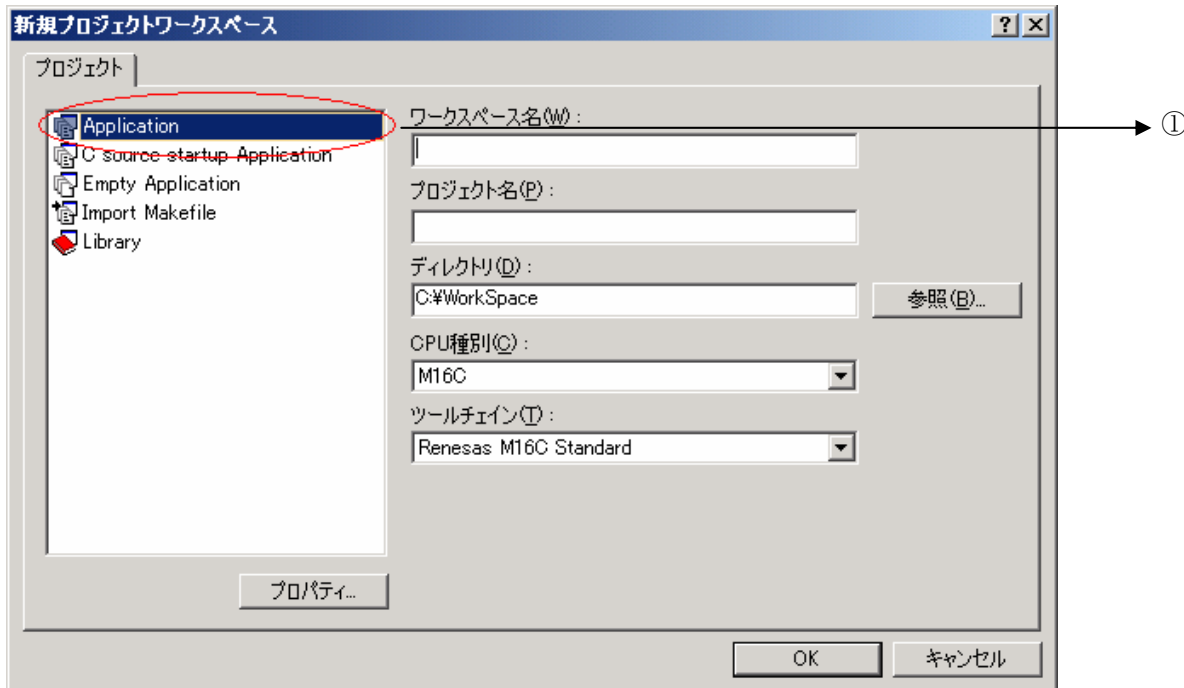 新規プロジェクトワークスペース
プロジェクト
Application
C source startup Application
Empty Application
Import Makefile
Library
プロパティ...
ワークスペース名(W) :
プロジェクト名(P) :
ディレクトリ(D) :
C:¥WorkSpace
参照(B)...
CPU種別(C) :
M16C
ツールチェイン(T) :
Renesas M16C Standard
OK
キャンセル
①